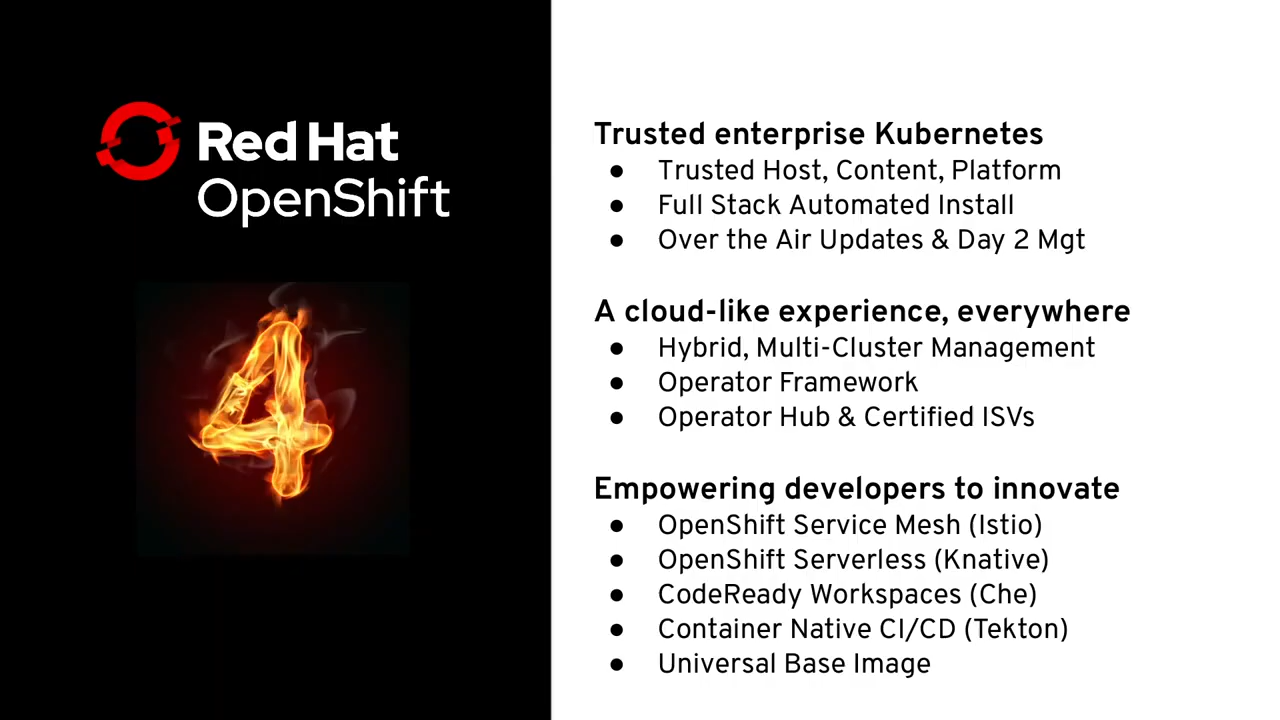 Red Hat
OpenShift
4
Trusted enterprise Kubernetes
● Trusted Host, Content, Platform
● Full Stack Automated Install
● Over the Air Updates & Day 2 Mgt
A cloud-like experience, everywhere
● Hybrid, Multi-Cluster Management
● Operator Framework
● Operator Hub & Certified ISVs
Empowering developers to innovate
● OpenShift Service Mesh (Istio)
● OpenShift Serverless (Knative)
● CodeReady Workspaces (Che)
● Container Native CI/CD (Tekton)
● Universal Base Image